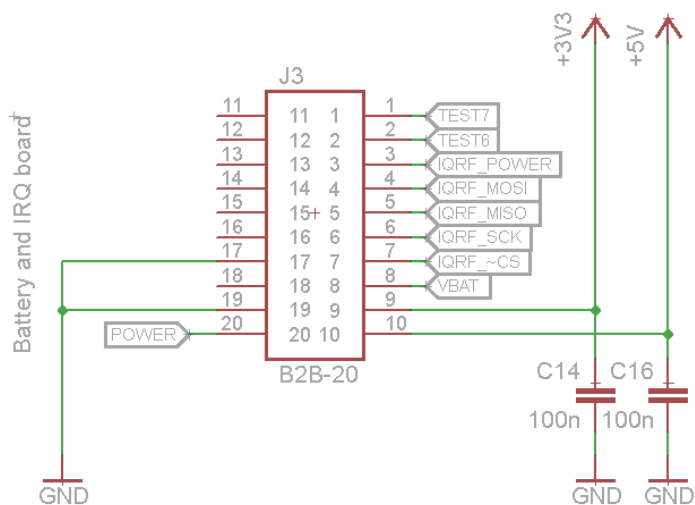 +3V3
+5V
J3
11 11 1 1 TEST7
12 12 2 2 TEST6
13 13 3 3 IQRF_POWER
14 14 4 4 IQRF_MOSI
15 15 5 5 IQRF_MISO
16 16 6 6 IQRF_SCK
17 17 7 7 IQRF_~CS
18 18 8 8 VBAT
19 19 9 9
POWER 20 20 10 10
B2B-20
Battery and IRQ board
C14 C16
100n 100n
GND GND GND